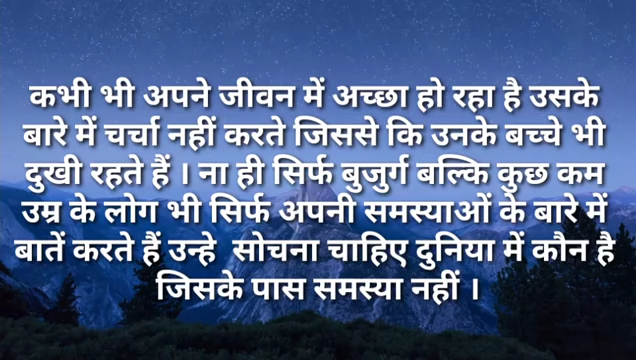 कभी भी अपने जीवन में अच्छा हो रहा है उसके
बारे में चर्चा नहीं करते जिससे कि उनके बच्चे भी
दुखी रहते हैं । ना ही सिर्फ बुजुर्ग बल्कि कुछ कम
उम्र के लोग भी सिर्फ अपनी समस्याओं के बारे में
बातें करते हैं उन्हे सोचना चाहिए दुनिया में कौन है
जिसके पास समस्या नहीं ।